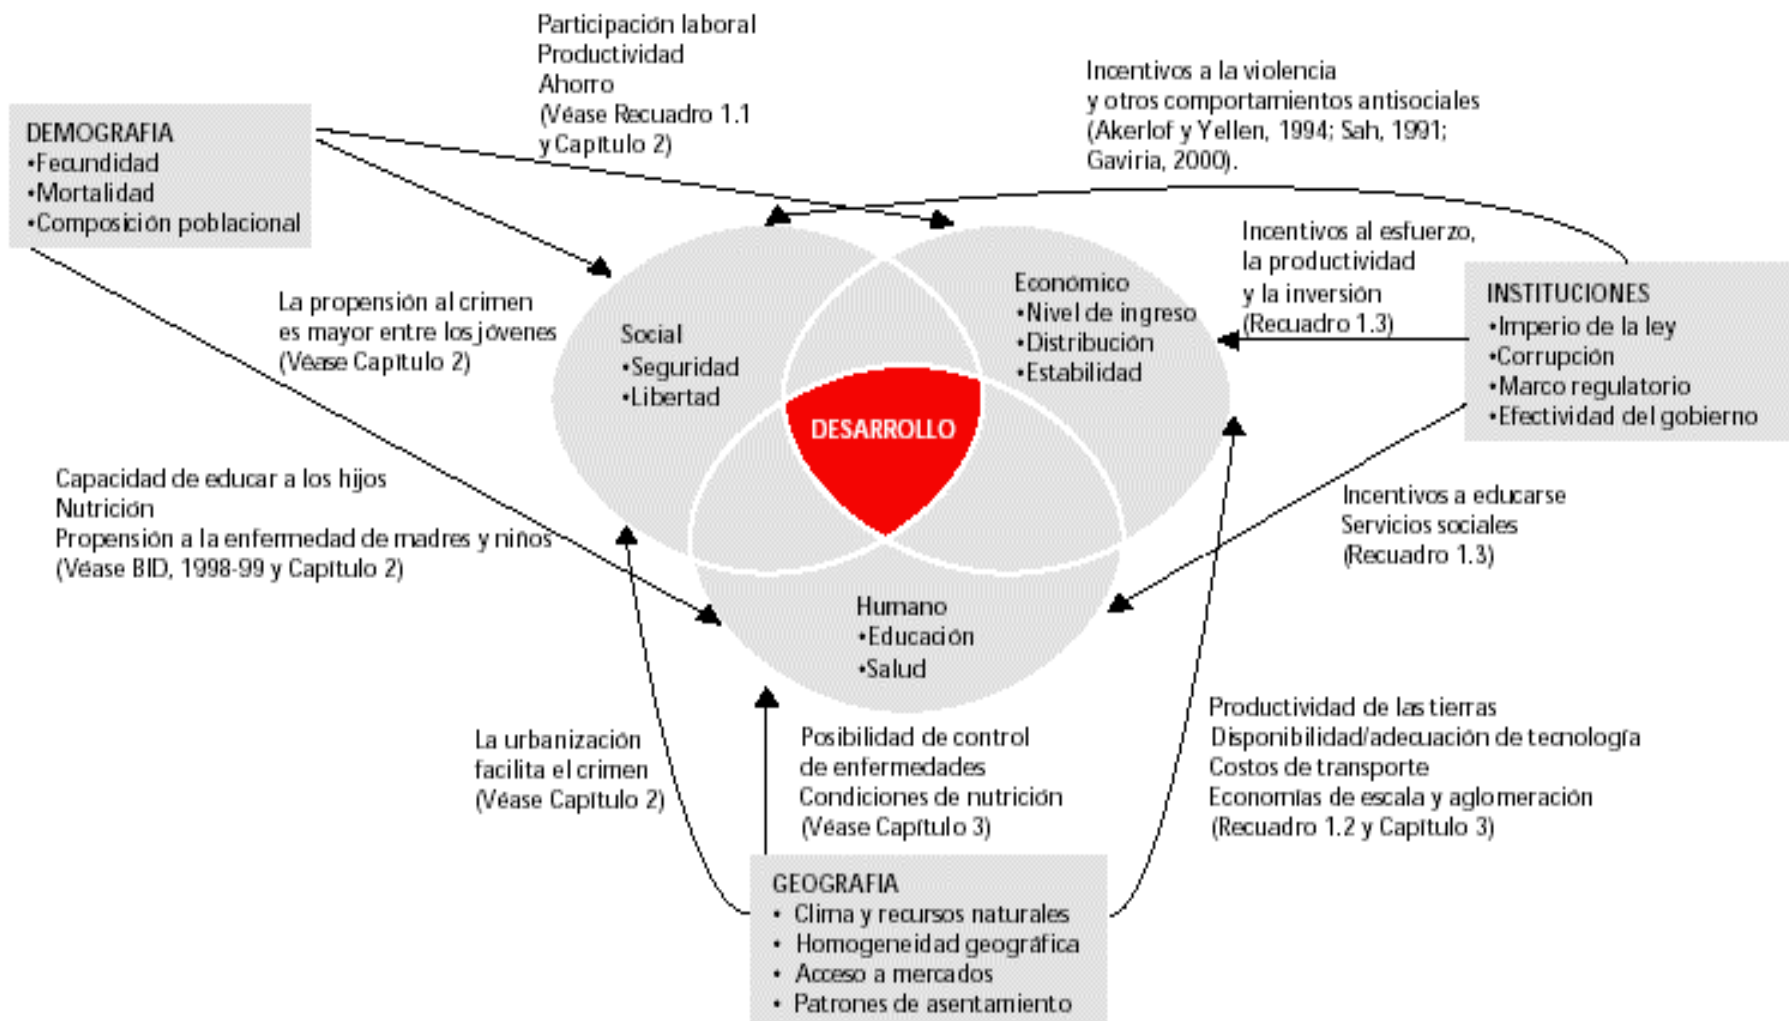 Participación laboral
Productividad
Ahorro
(Véase Recuadro 1.1
y Capítulo 2)
Incentivos a la violencia
y otros comportamientos antisociales
(Akerlof y Yellen, 1994; Sah, 1991;
Gaviria, 2000).
DEMOGRAFIA
•Fecundidad
•Mortalidad
•Composición poblacional
Incentivos al esfuerzo,
la productividad
y la inversión
(Recuadro 1.3)
INSTITUCIONES
•Imperio de la ley
•Corrupción
•Marco regulatorio
•Efectividad del gobierno
La propensión al crimen
es mayor entre los jóvenes
(Véase Capítulo 2)
Social
•Seguridad
•Libertad
Económico
•Nivel de ingreso
•Distribución
•Estabilidad
DESARROLLO
Capacidad de educar a los hijos
Nutrición
Propensión a la enfermedad de madres y niños
(Véase BID, 1998-99 y Capítulo 2)
Incentivos a educarse
Servicios sociales
(Recuadro 1.3)
Humano
•Educación
•Salud
La urbanización
facilita el crimen
(Véase Capítulo 2)
Posibilidad de control
de enfermedades
Condiciones de nutrición
(Véase Capítulo 3)
Productividad de las tierras
Disponibilidad/adecuación de tecnología
Costos de transporte
Economías de escala y aglomeración
(Recuadro 1.2 y Capítulo 3)
GEOGRAFIA
• Clima y recursos naturales
• Homogeneidad geográfica
• Acceso a mercados
• Patrones de asentamiento